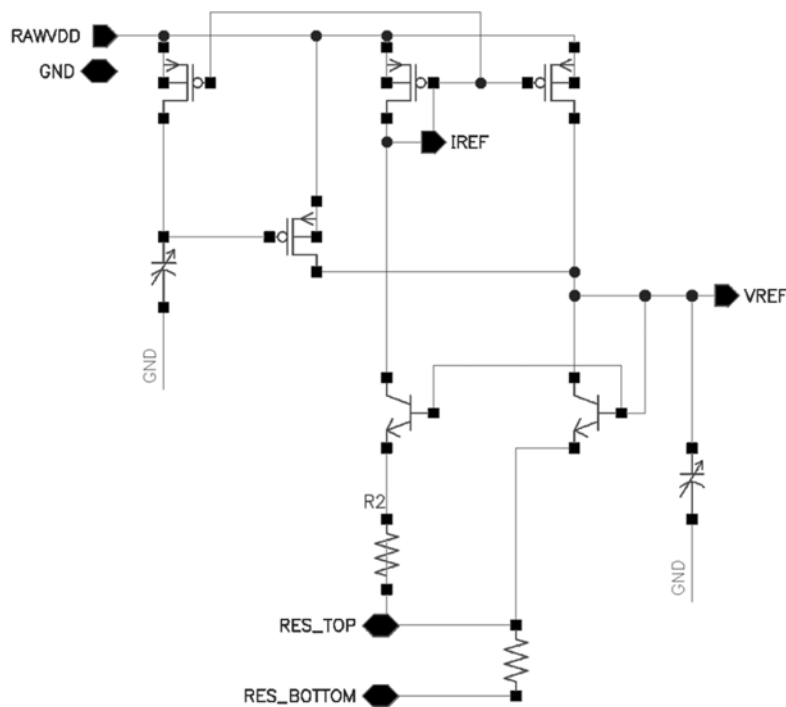 RAWVDD
GND
IREF
VREF
GND
R2
GND
RES_TOP
RES_BOTTOM